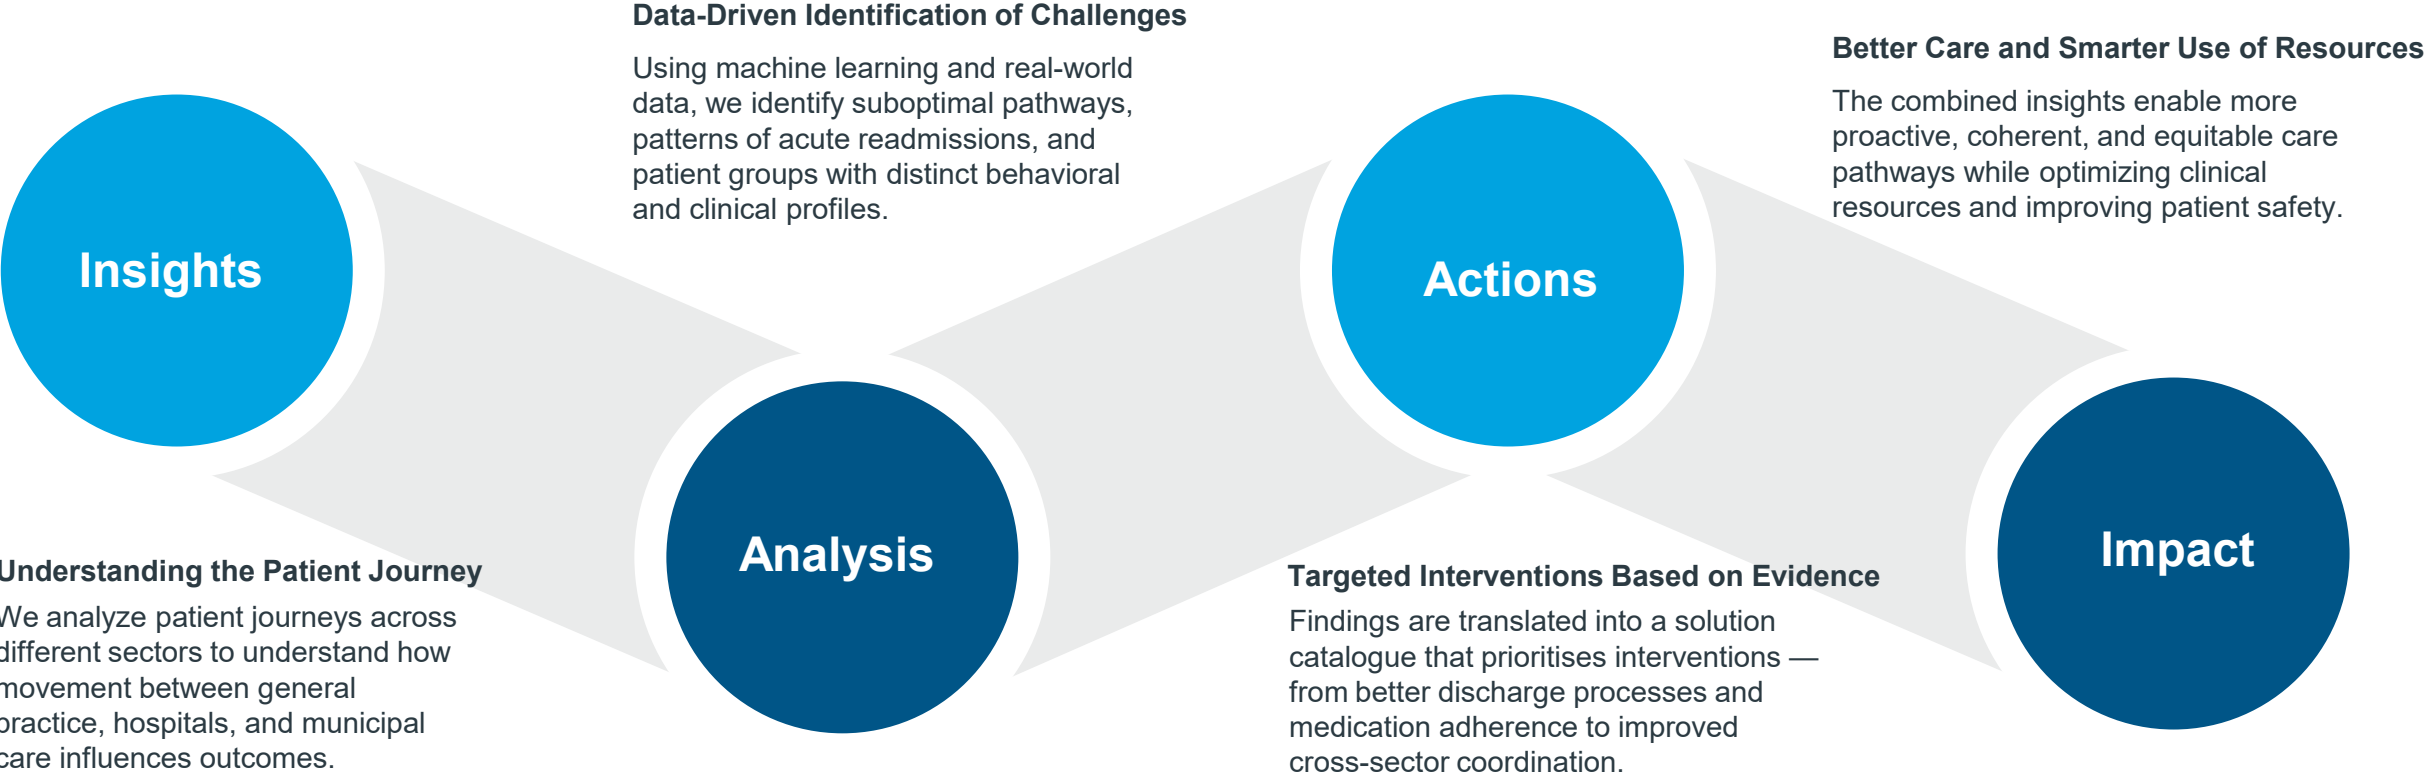 Insights
Understanding the Patient Journey
We analyze patient journeys across
different sectors to understand how
movement between general
practice, hospitals, and municipal
care influences outcomes.
Data-Driven Identification of Challenges
Using machine learning and real-world
data, we identify suboptimal pathways,
patterns of acute readmissions, and
patient groups with distinct behavioral
and clinical profiles.
Analysis
Actions
Targeted Interventions Based on Evidence
Findings are translated into a solution
catalogue that prioritises interventions —
from better discharge processes and
medication adherence to improved
cross-sector coordination.
Better Care and Smarter Use of Resources
The combined insights enable more
proactive, coherent, and equitable care
pathways while optimizing clinical
resources and improving patient safety.
Impact